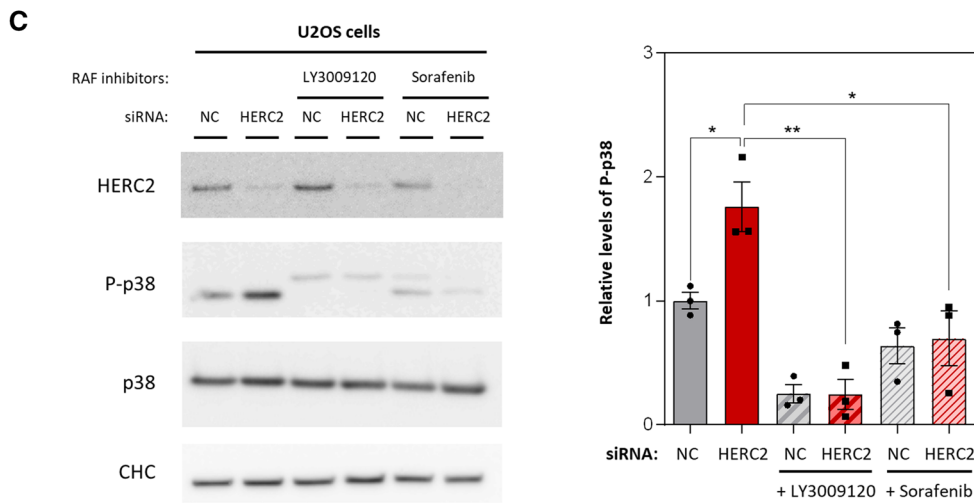 C
U2OS cells
RAF inhibitors: LY3009120 Sorafenib
siRNA: NC HERC2 NC HERC2 NC HERC2
HERC2
P-p38
p38
CHC
Relative levels of P-p38
3
2
1
0
* ** *
siRNA: NC HERC2 NC HERC2 NC HERC2
+ LY3009120 + Sorafenib